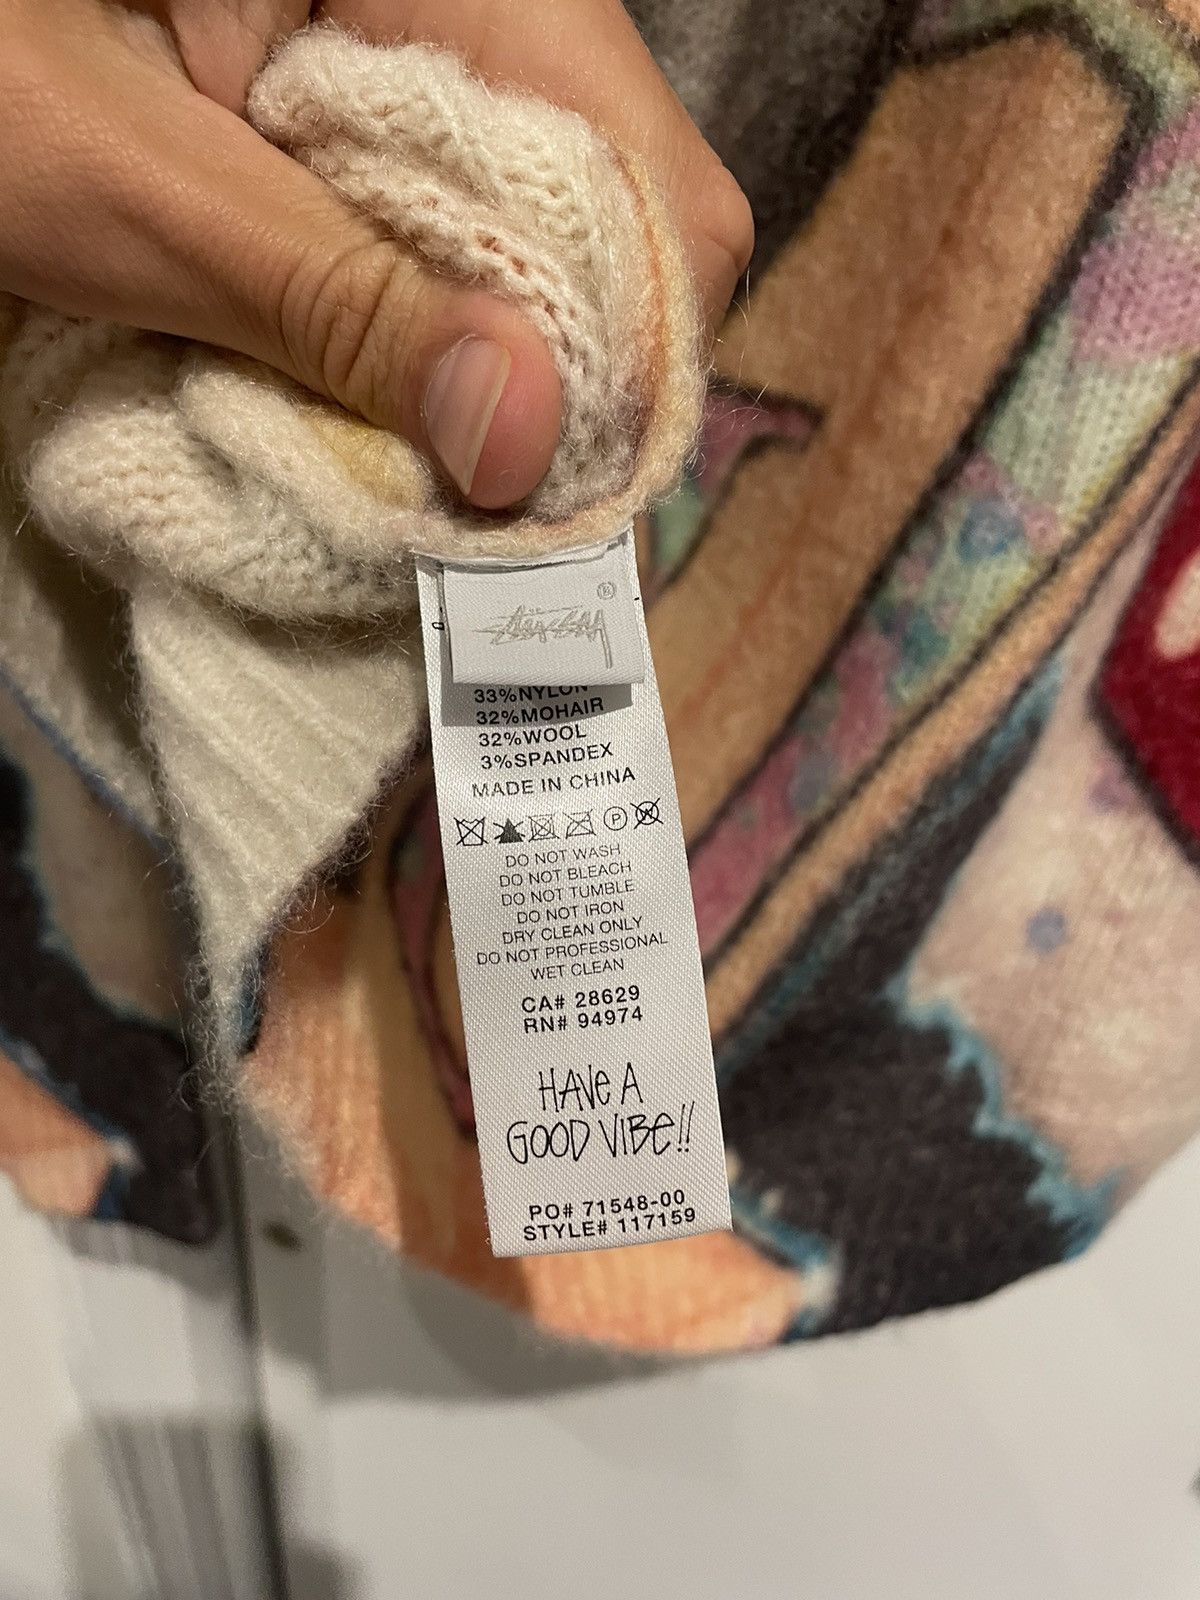 Stüssy ®
33%NYLON
32%MOHAIR
32%WOOL
3%SPANDEX
MADE IN CHINA
P W
DO NOT WASH
DO NOT BLEACH
DO NOT TUMBLE
DO NOT IRON
DRY CLEAN ONLY
DO NOT PROFESSIONAL
WET CLEAN
CA# 28629
RN# 94974
HAVE A
GOOD VIBE!!
PO# 71548-00
STYLE# 117159